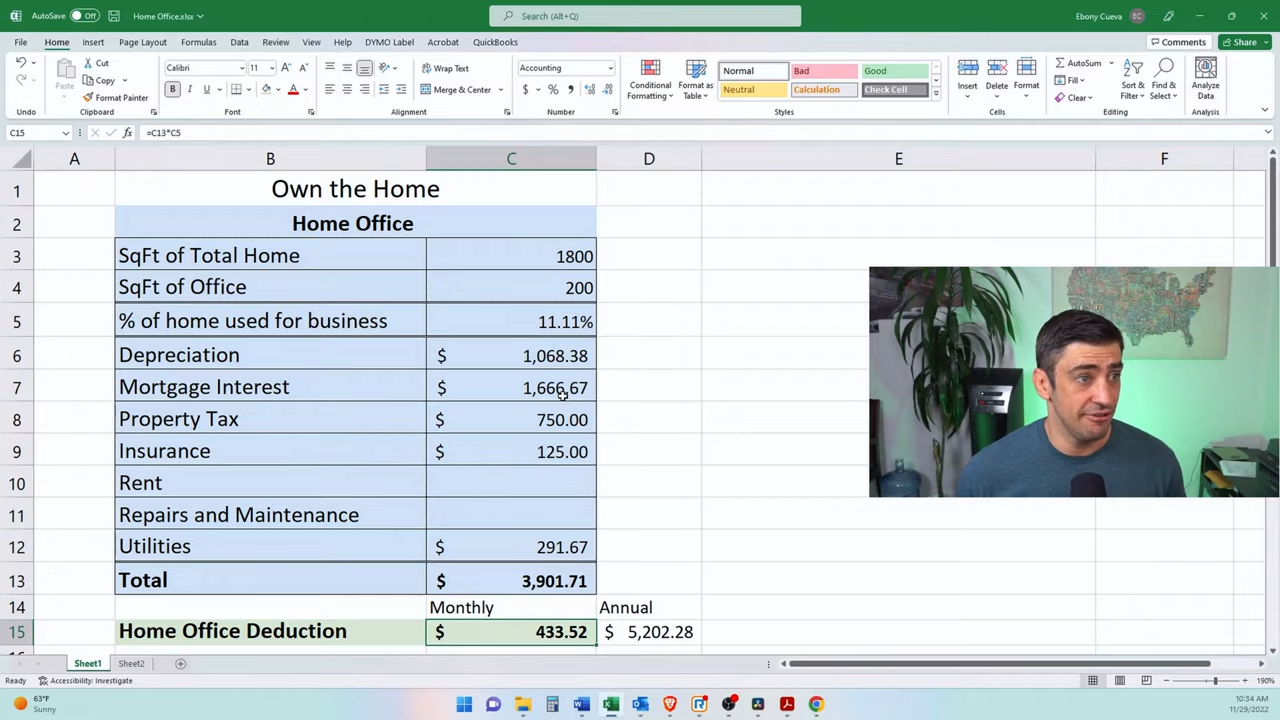 AutoSave Off Home Office.xlsx Search (Alt+Q) Ebony Cueva EC
File Home Insert Page Layout Formulas Data Review View Help DYMO Label Acrobat QuickBooks Comments Share
Cut Calibri 11 Wrap Text Accounting Normal Bad Good AutoSum
Paste Copy Conditional Format as Insert Delete Format Fill Sort & Find & Analyze
Format Painter B I U A Merge & Center $ % Formatting Table Neutral Calculation Check Cell Clear Filter Select Data
Undo Clipboard Font Alignment Number Styles Cells Editing Analysis
C15 fx =C13*C5
A B C D E F
1 Own the Home
2 Home Office
3 SqFt of Total Home 1800
4 SqFt of Office 200
5 % of home used for business 11.11%
6 Depreciation $ 1,068.38
7 Mortgage Interest $ 1,666.67
8 Property Tax $ 750.00
9 Insurance $ 125.00
10 Rent
11 Repairs and Maintenance
12 Utilities $ 291.67
13 Total $ 3,901.71
14 Monthly Annual
15 Home Office Deduction $ 433.52 $ 5,202.28
Sheet1 Sheet2
Ready Accessibility: Investigate 190%
63°F 10:34 AM
Sunny 11/29/2022